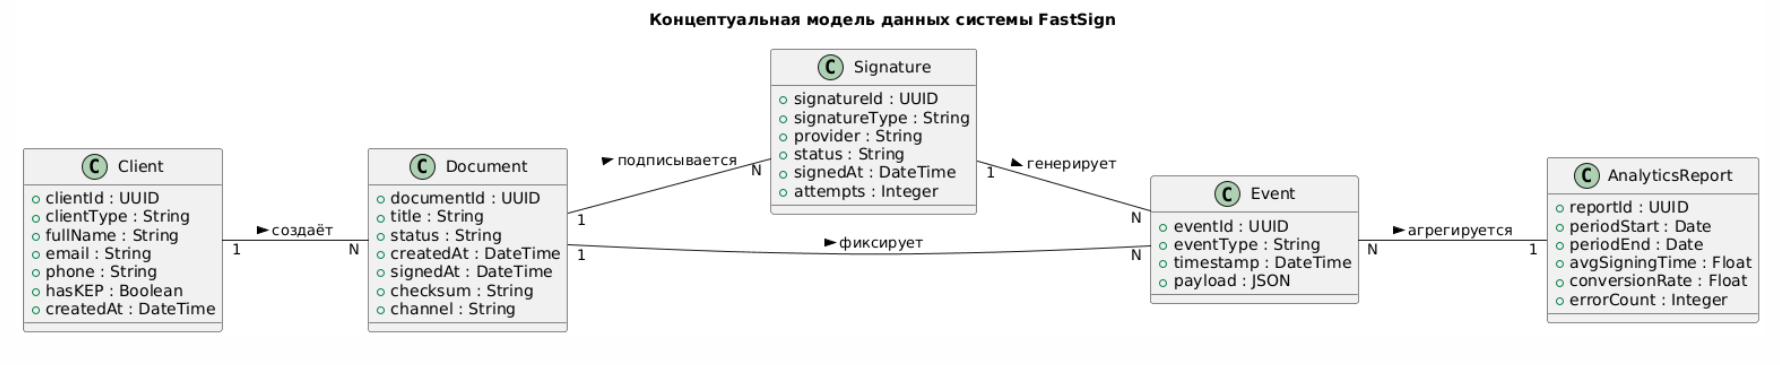 Концептуальная модель данных системы FastSign
C Client
clientId : UUID
clientType : String
fullName : String
email : String
phone : String
hasKEP : Boolean
createdAt : DateTime
1
создаёт
N
C Document
documentId : UUID
title : String
status : String
createdAt : DateTime
signedAt : DateTime
checksum : String
channel : String
1
подписывается
N
1
фиксирует
N
C Signature
signatureId : UUID
signatureType : String
provider : String
status : String
signedAt : DateTime
attempts : Integer
1
генерирует
N
C Event
eventId : UUID
eventType : String
timestamp : DateTime
payload : JSON
N
агрегируется
1
C AnalyticsReport
reportId : UUID
periodStart : Date
periodEnd : Date
avgSigningTime : Float
conversionRate : Float
errorCount : Integer